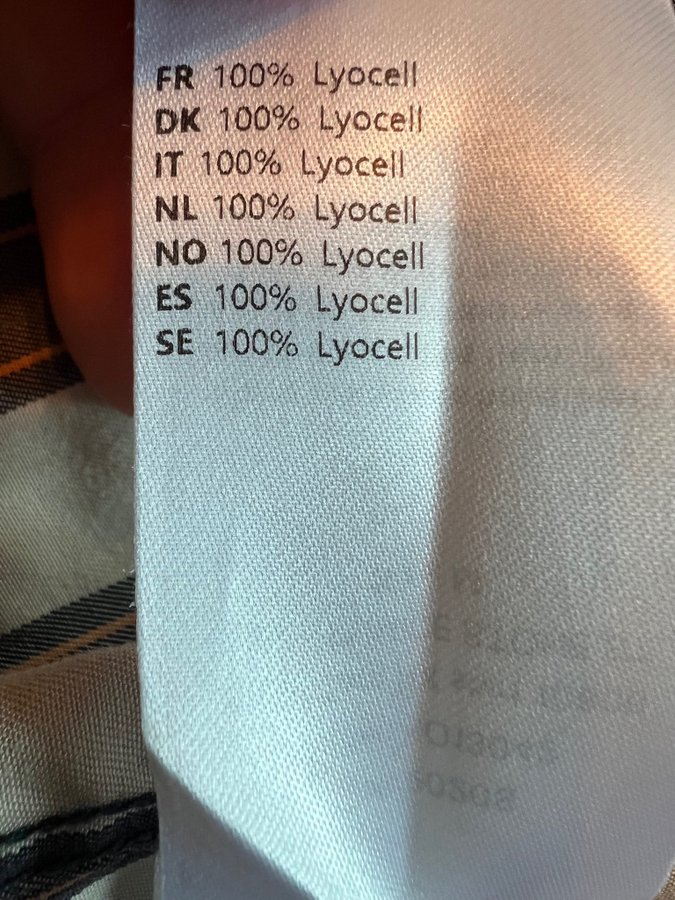 FR 100% Lyocell
DK 100% Lyocell
IT 100% Lyocell
NL 100% Lyocell
NO 100% Lyocell
ES 100% Lyocell
SE 100% Lyocell